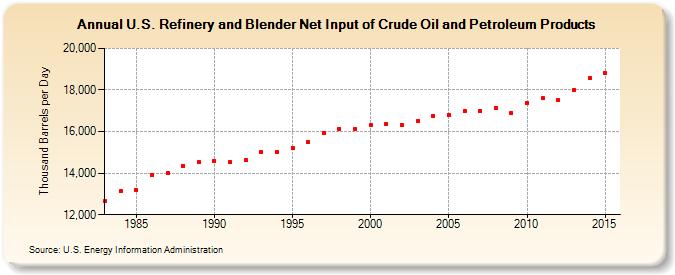 Annual U.S. Refinery and Blender Net Input of Crude Oil and Petroleum Products
Thousand Barrels per Day
20,000
18,000
16,000
14,000
12,000
1985 1990 1995 2000 2005 2010 2015
Source: U.S. Energy Information Administration